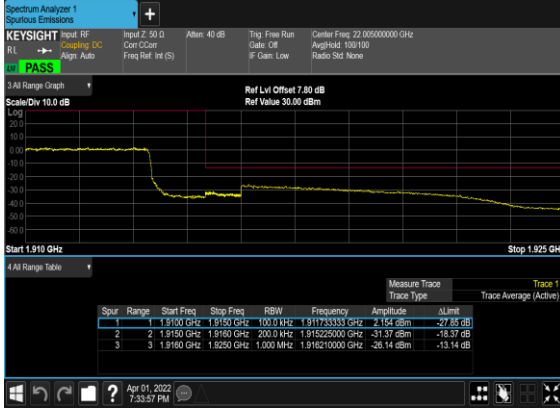 Spectrum Analyzer 1
Spurious Emissions
+
KEYSIGHT Input: RF Input Z: 50 Ω Atten: 40 dB Trig: Free Run Center Freq: 22.005000000 GHz
RL Coupling: DC Corr CCorr Gate: Off Avg|Hold: 100/100
Align: Auto Freq Ref: Int (S) IF Gain: Low Radio Std: None
LXI PASS
3 All Range Graph
Ref Lvl Offset 7.80 dB
Scale/Div 10.0 dB Ref Value 30.00 dBm
Log
20.0
10.0
0.00
-10.0
-20.0
-30.0
-40.0
-50.0
-60.0
Start 1.910 GHz Stop 1.925 GH
4 All Range Table
Measure Trace Trace 1
Trace Type Trace Average (Active)
Spur Range Start Freq Stop Freq RBW Frequency Amplitude ΔLimit
1 1 1.9100 GHz 1.9150 GHz 100.0 kHz 1.911733333 GHz 2.154 dBm -27.85 dB
2 2 1.9150 GHz 1.9160 GHz 200.0 kHz 1.915225000 GHz -31.37 dBm -18.37 dB
3 3 1.9160 GHz 1.9250 GHz 1.000 MHz 1.916210000 GHz -26.14 dBm -13.14 dB
? Apr 01, 2022
7:33:57 PM